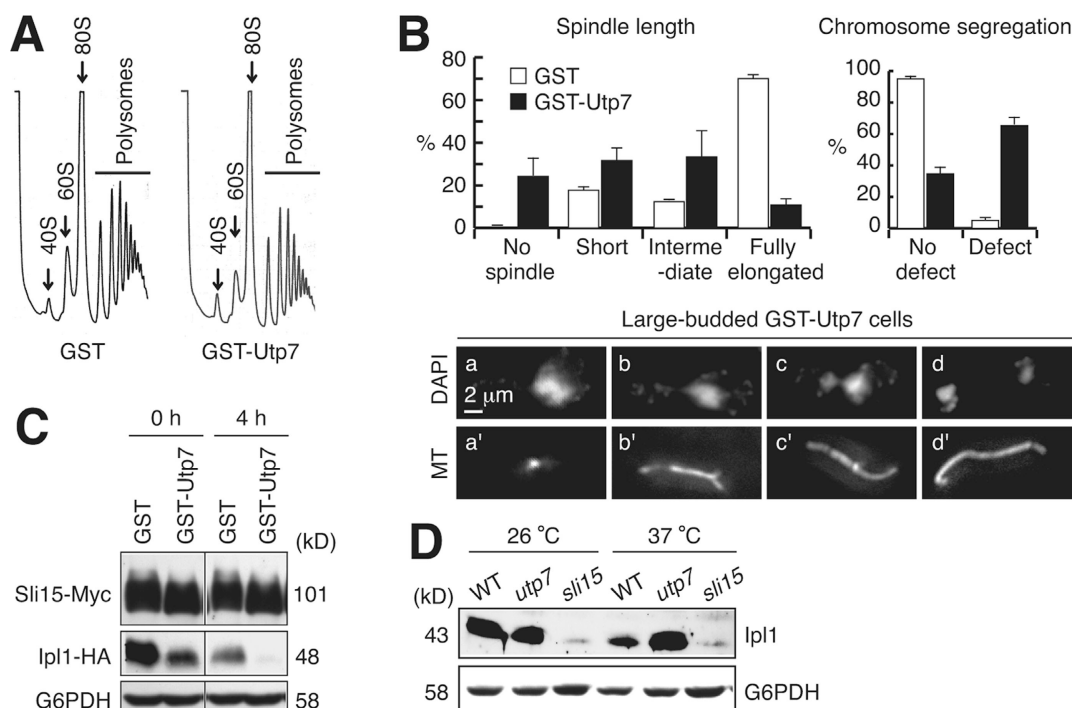 A
40S
60S
80S
Polysomes
GST
40S
60S
80S
Polysomes
GST-Utp7
B
Spindle length
GST
GST-Utp7
%
80
60
40
20
0
No
spindle
Short
Interme
-diate
Fully
elongated
Chromosome segregation
%
100
80
60
40
20
0
No
defect
Defect
Large-budded GST-Utp7 cells
DAPI
a
2 µm
b
c
d
MT
a'
b'
c'
d'
C
0 h
4 h
GST
GST-Utp7
GST
GST-Utp7
(kD)
Sli15-Myc
101
Ipl1-HA
48
G6PDH
58
D
26 °C
37 °C
(kD)
WT
utp7
sli15
WT
utp7
sli15
43
Ipl1
58
G6PDH